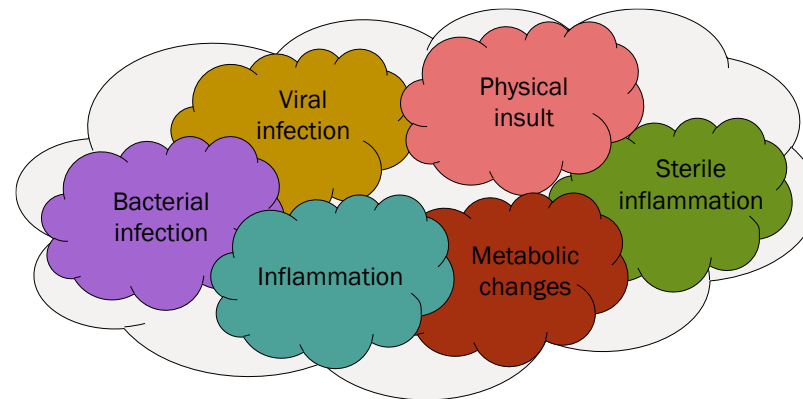 Viral
infection
Physical
insult
Sterile
inflammation
Bacterial
infection
Inflammation
Metabolic
changes